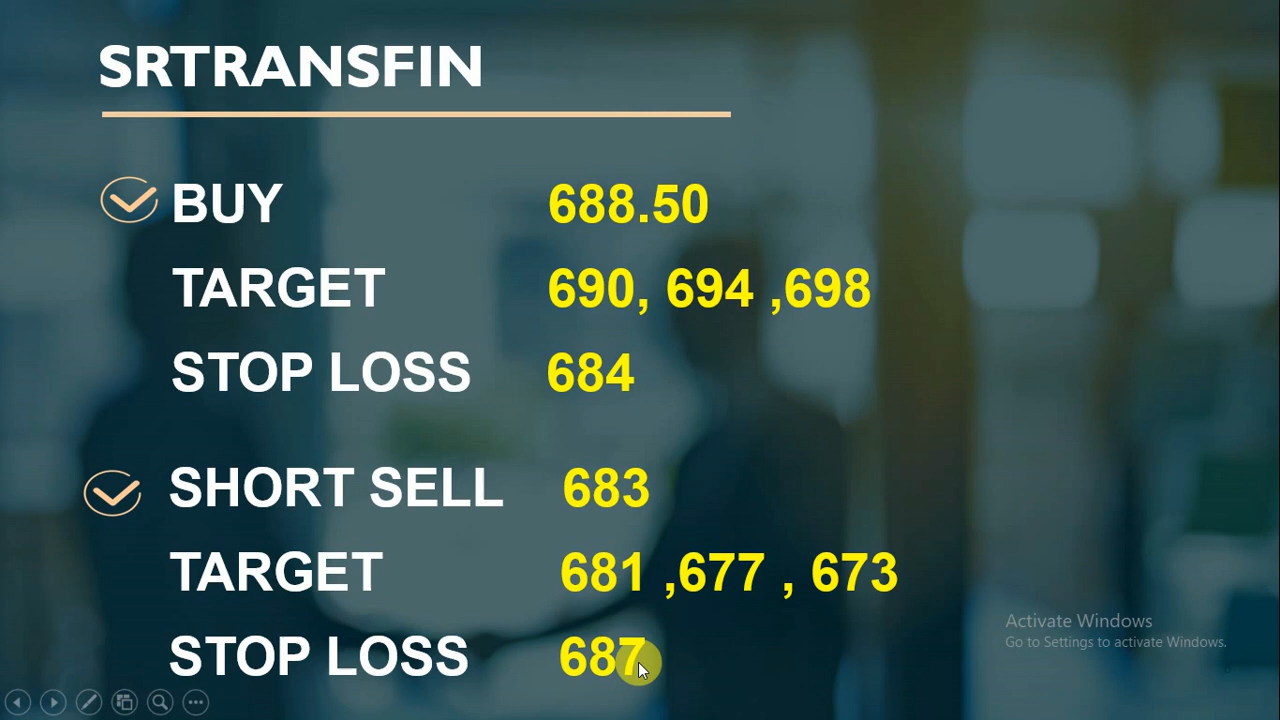 SRTRANSFIN
BUY 688.50
TARGET 690, 694 ,698
STOP LOSS 684
SHORT SELL 683
TARGET 681 ,677 , 673
STOP LOSS 687
Activate Windows
Go to Settings to activate Windows.